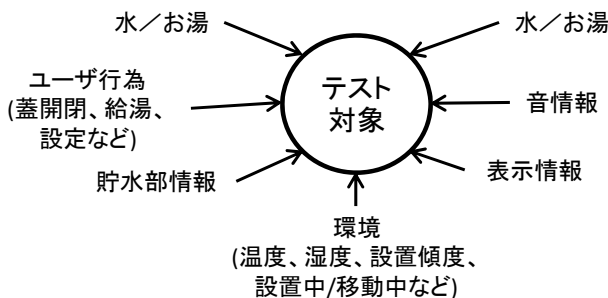 水／お湯
水／お湯
ユーザ行為
(蓋開閉、給湯、
設定など)
テスト
対象
音情報
貯水部情報
表示情報
環境
(温度、湿度、設置傾度、
設置中/移動中など)